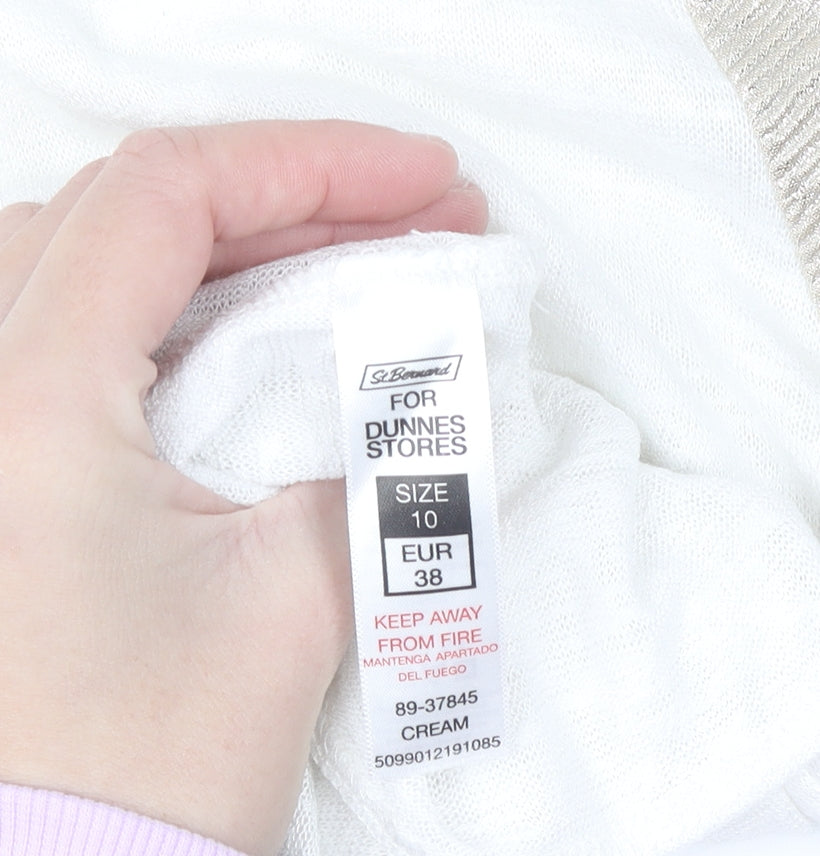 St. Bernard
FOR
DUNNES
STORES
SIZE
10
EUR
38
KEEP AWAY
FROM FIRE
MANTENGA APARTADO
DEL FUEGO
89-37845
CREAM
5099012191085